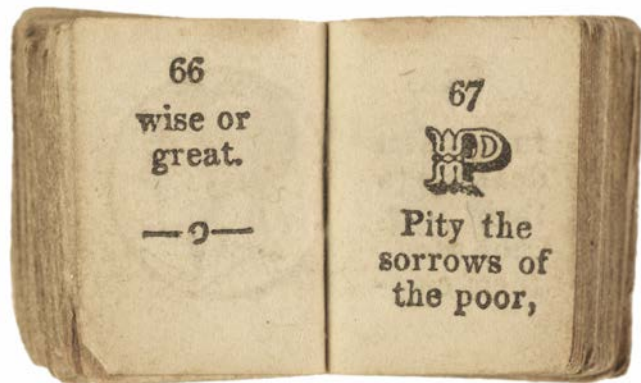 66
wise or
great.
67
P
Pity the
sorrows of
the poor,